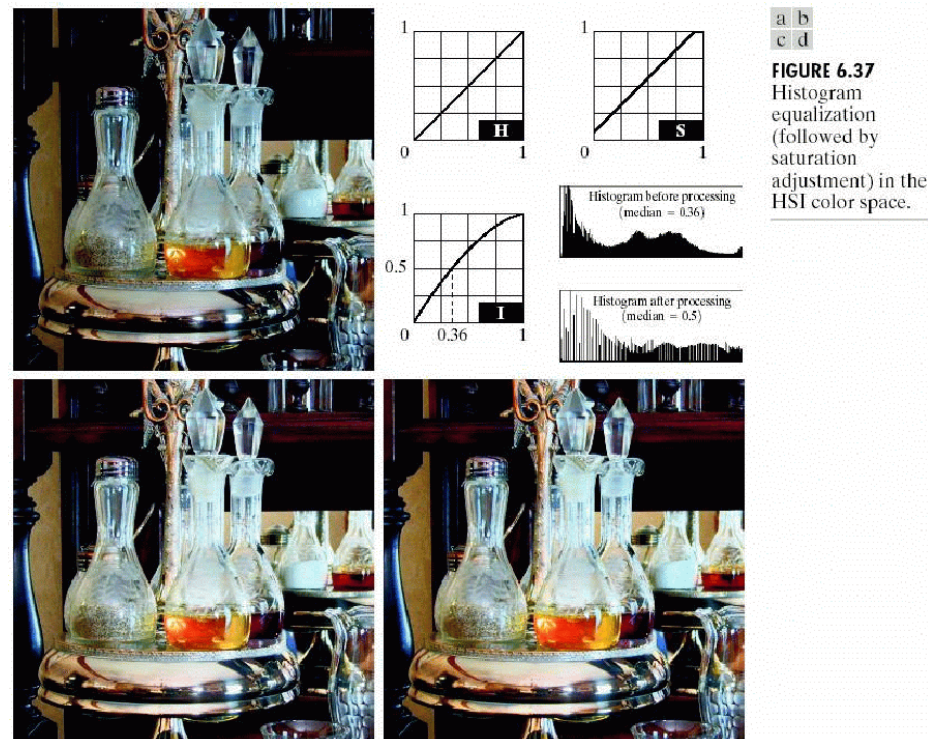 1
H
0
1
1
S
0
1
1
0.5
I
0
0.36
1
Histogram before processing
(median = 0.36)
Histogram after processing
(median = 0.5)
a b
c d
FIGURE 6.37
Histogram
equalization
(followed by
saturation
adjustment) in the
HSI color space.